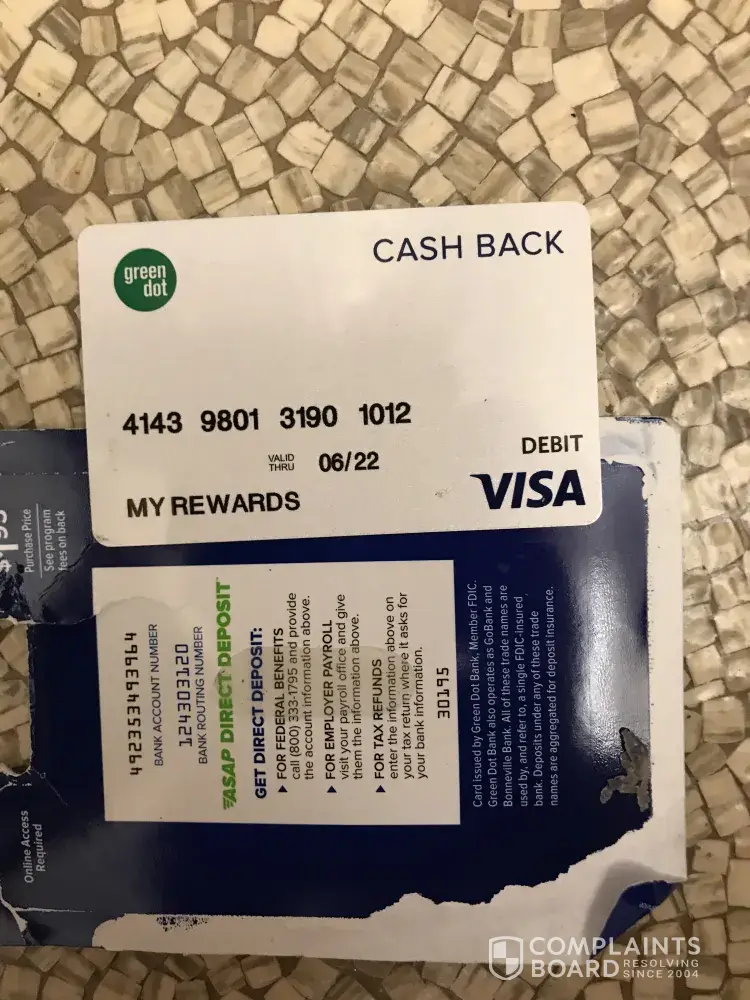 green
dot
CASH BACK
4143 9801 3190 1012
VALID
THRU
06/22
DEBIT
MY REWARDS
VISA
Purchase Price
See program
fees on back
Online Access
Required
492353493964
BANK ACCOUNT NUMBER
124303120
BANK ROUTING NUMBER
ASAP DIRECT DEPOSIT
GET DIRECT DEPOSIT:
FOR FEDERAL BENEFITS
call (800) 333-1795 and provide
the account information above.
FOR EMPLOYER PAYROLL
visit your payroll office and give
them the information above.
FOR TAX REFUNDS
enter the information above on
your tax return where it asks for
your bank information.
30195
Card issued by Green Dot Bank. Member FDIC.
Green Dot Bank also operates as GoBank and
Bonneville Bank. All of these trade names are
used by, and refer to, a single FDIC-insured
bank. Deposits under any of these trade
names are aggregated for deposit insurance.
COMPLAINTS
BOARD RESOLVING
SINCE 2004